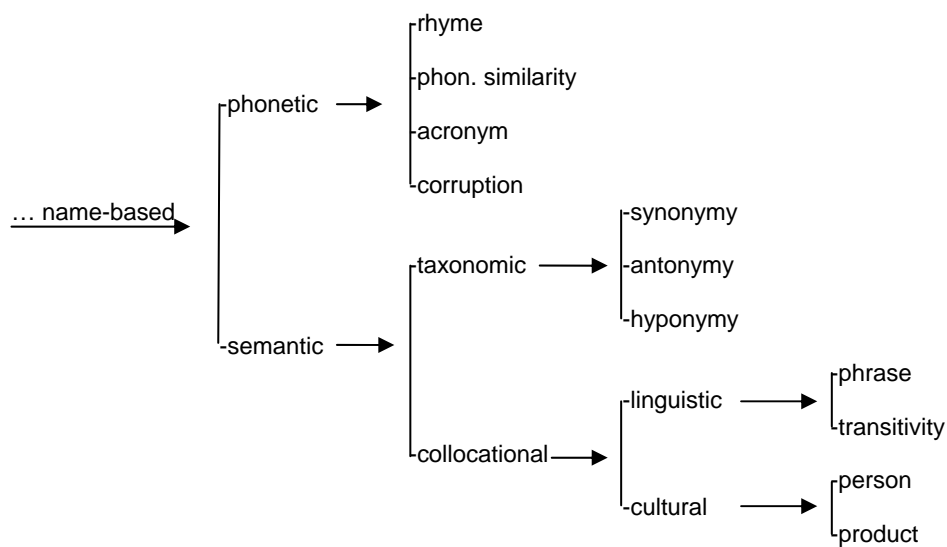 -rhyme
-phon. similarity
-phonetic
-acronym
-corruption
… name-based
-synonymy
-taxonomic
-antonymy
-hyponymy
-semantic
-phrase
-linguistic
-transitivity
-collocational
-person
-cultural
-product